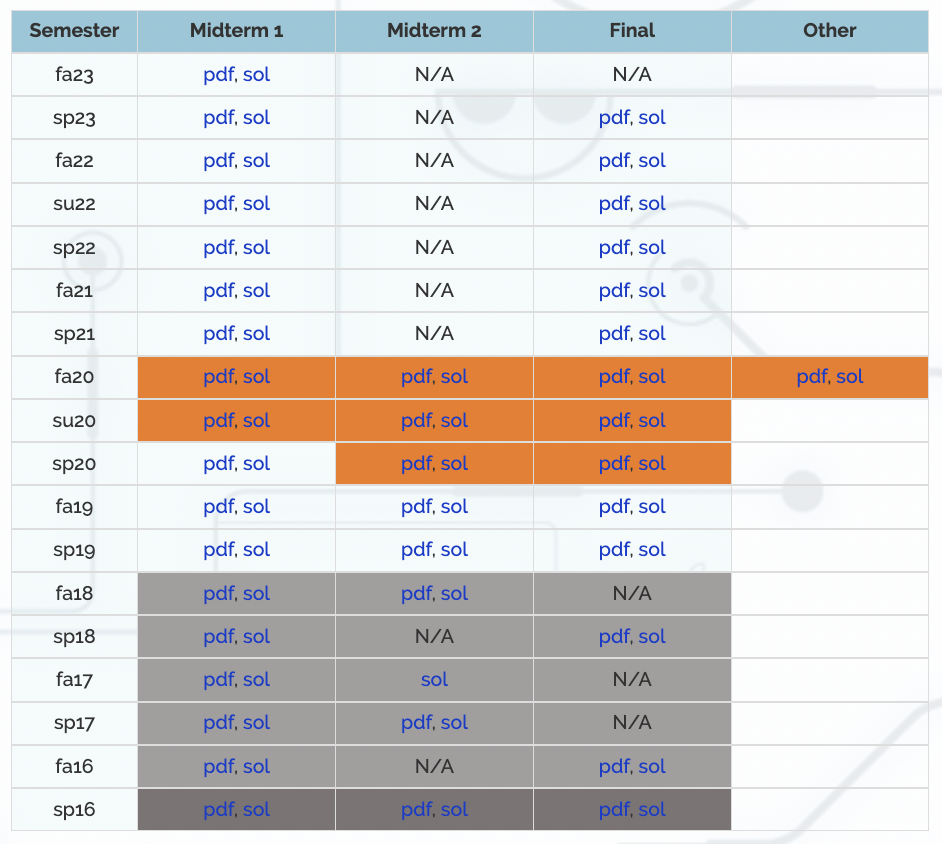 Semester Midterm 1 Midterm 2 Final Other
fa23 pdf, sol N/A N/A
sp23 pdf, sol N/A pdf, sol
fa22 pdf, sol N/A pdf, sol
su22 pdf, sol N/A pdf, sol
sp22 pdf, sol N/A pdf, sol
fa21 pdf, sol N/A pdf, sol
sp21 pdf, sol N/A pdf, sol
fa20 pdf, sol pdf, sol pdf, sol pdf, sol
su20 pdf, sol pdf, sol pdf, sol
sp20 pdf, sol pdf, sol pdf, sol
fa19 pdf, sol pdf, sol pdf, sol
sp19 pdf, sol pdf, sol pdf, sol
fa18 pdf, sol pdf, sol N/A
sp18 pdf, sol N/A pdf, sol
fa17 pdf, sol sol N/A
sp17 pdf, sol pdf, sol N/A
fa16 pdf, sol N/A pdf, sol
sp16 pdf, sol pdf, sol pdf, sol